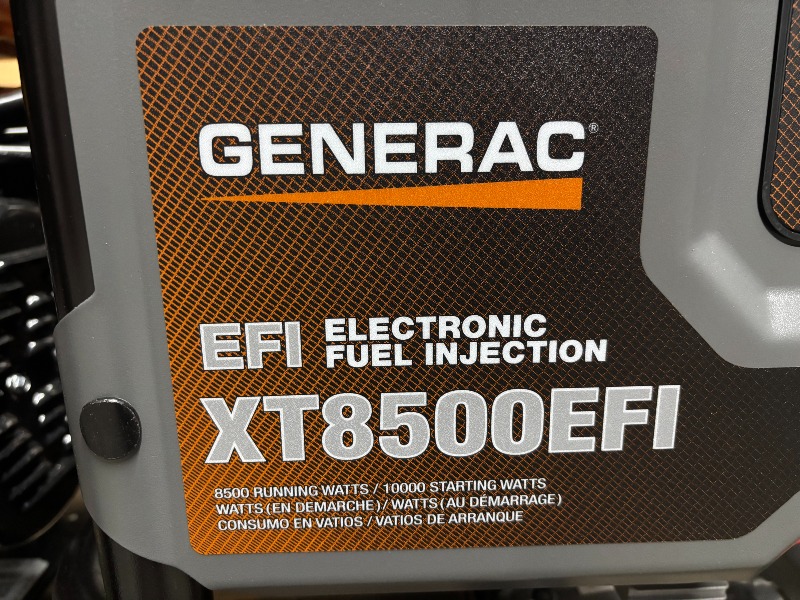 GENERAC®
EFI ELECTRONIC
FUEL INJECTION
XT8500EFI
8500 RUNNING WATTS / 10000 STARTING WATTS
WATTS (EN DÉMARCHE) / WATTS (AU DÉMARRAGE)
CONSUMO EN VATIOS / VATIOS DE ARRANQUE